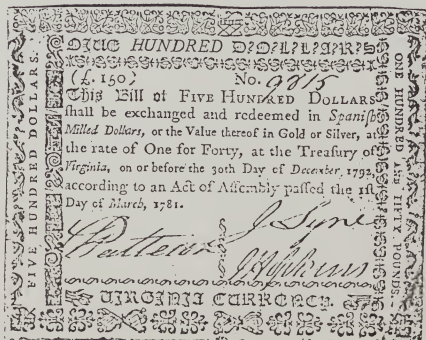 FIVE HUNDRED DOLLARS
(£. 150) No. 9815
This Bill of FIVE HUNDRED DOLLARS
shall be exchanged and redeemed in Spanish
Milled Dollars, or the Value thereof in Gold or Silver, at
the rate of One for Forty, at the Treasury of
Virginia, on or before the 30th Day of December, 1792,
according to an Act of Assembly passed the 1st
Day of March, 1781.
J Syne
J Hopkins
VIRGINIA CURRENCY.
FIVE HUNDRED DOLLARS.
ONE HUNDRED AND FIFTY POUNDS